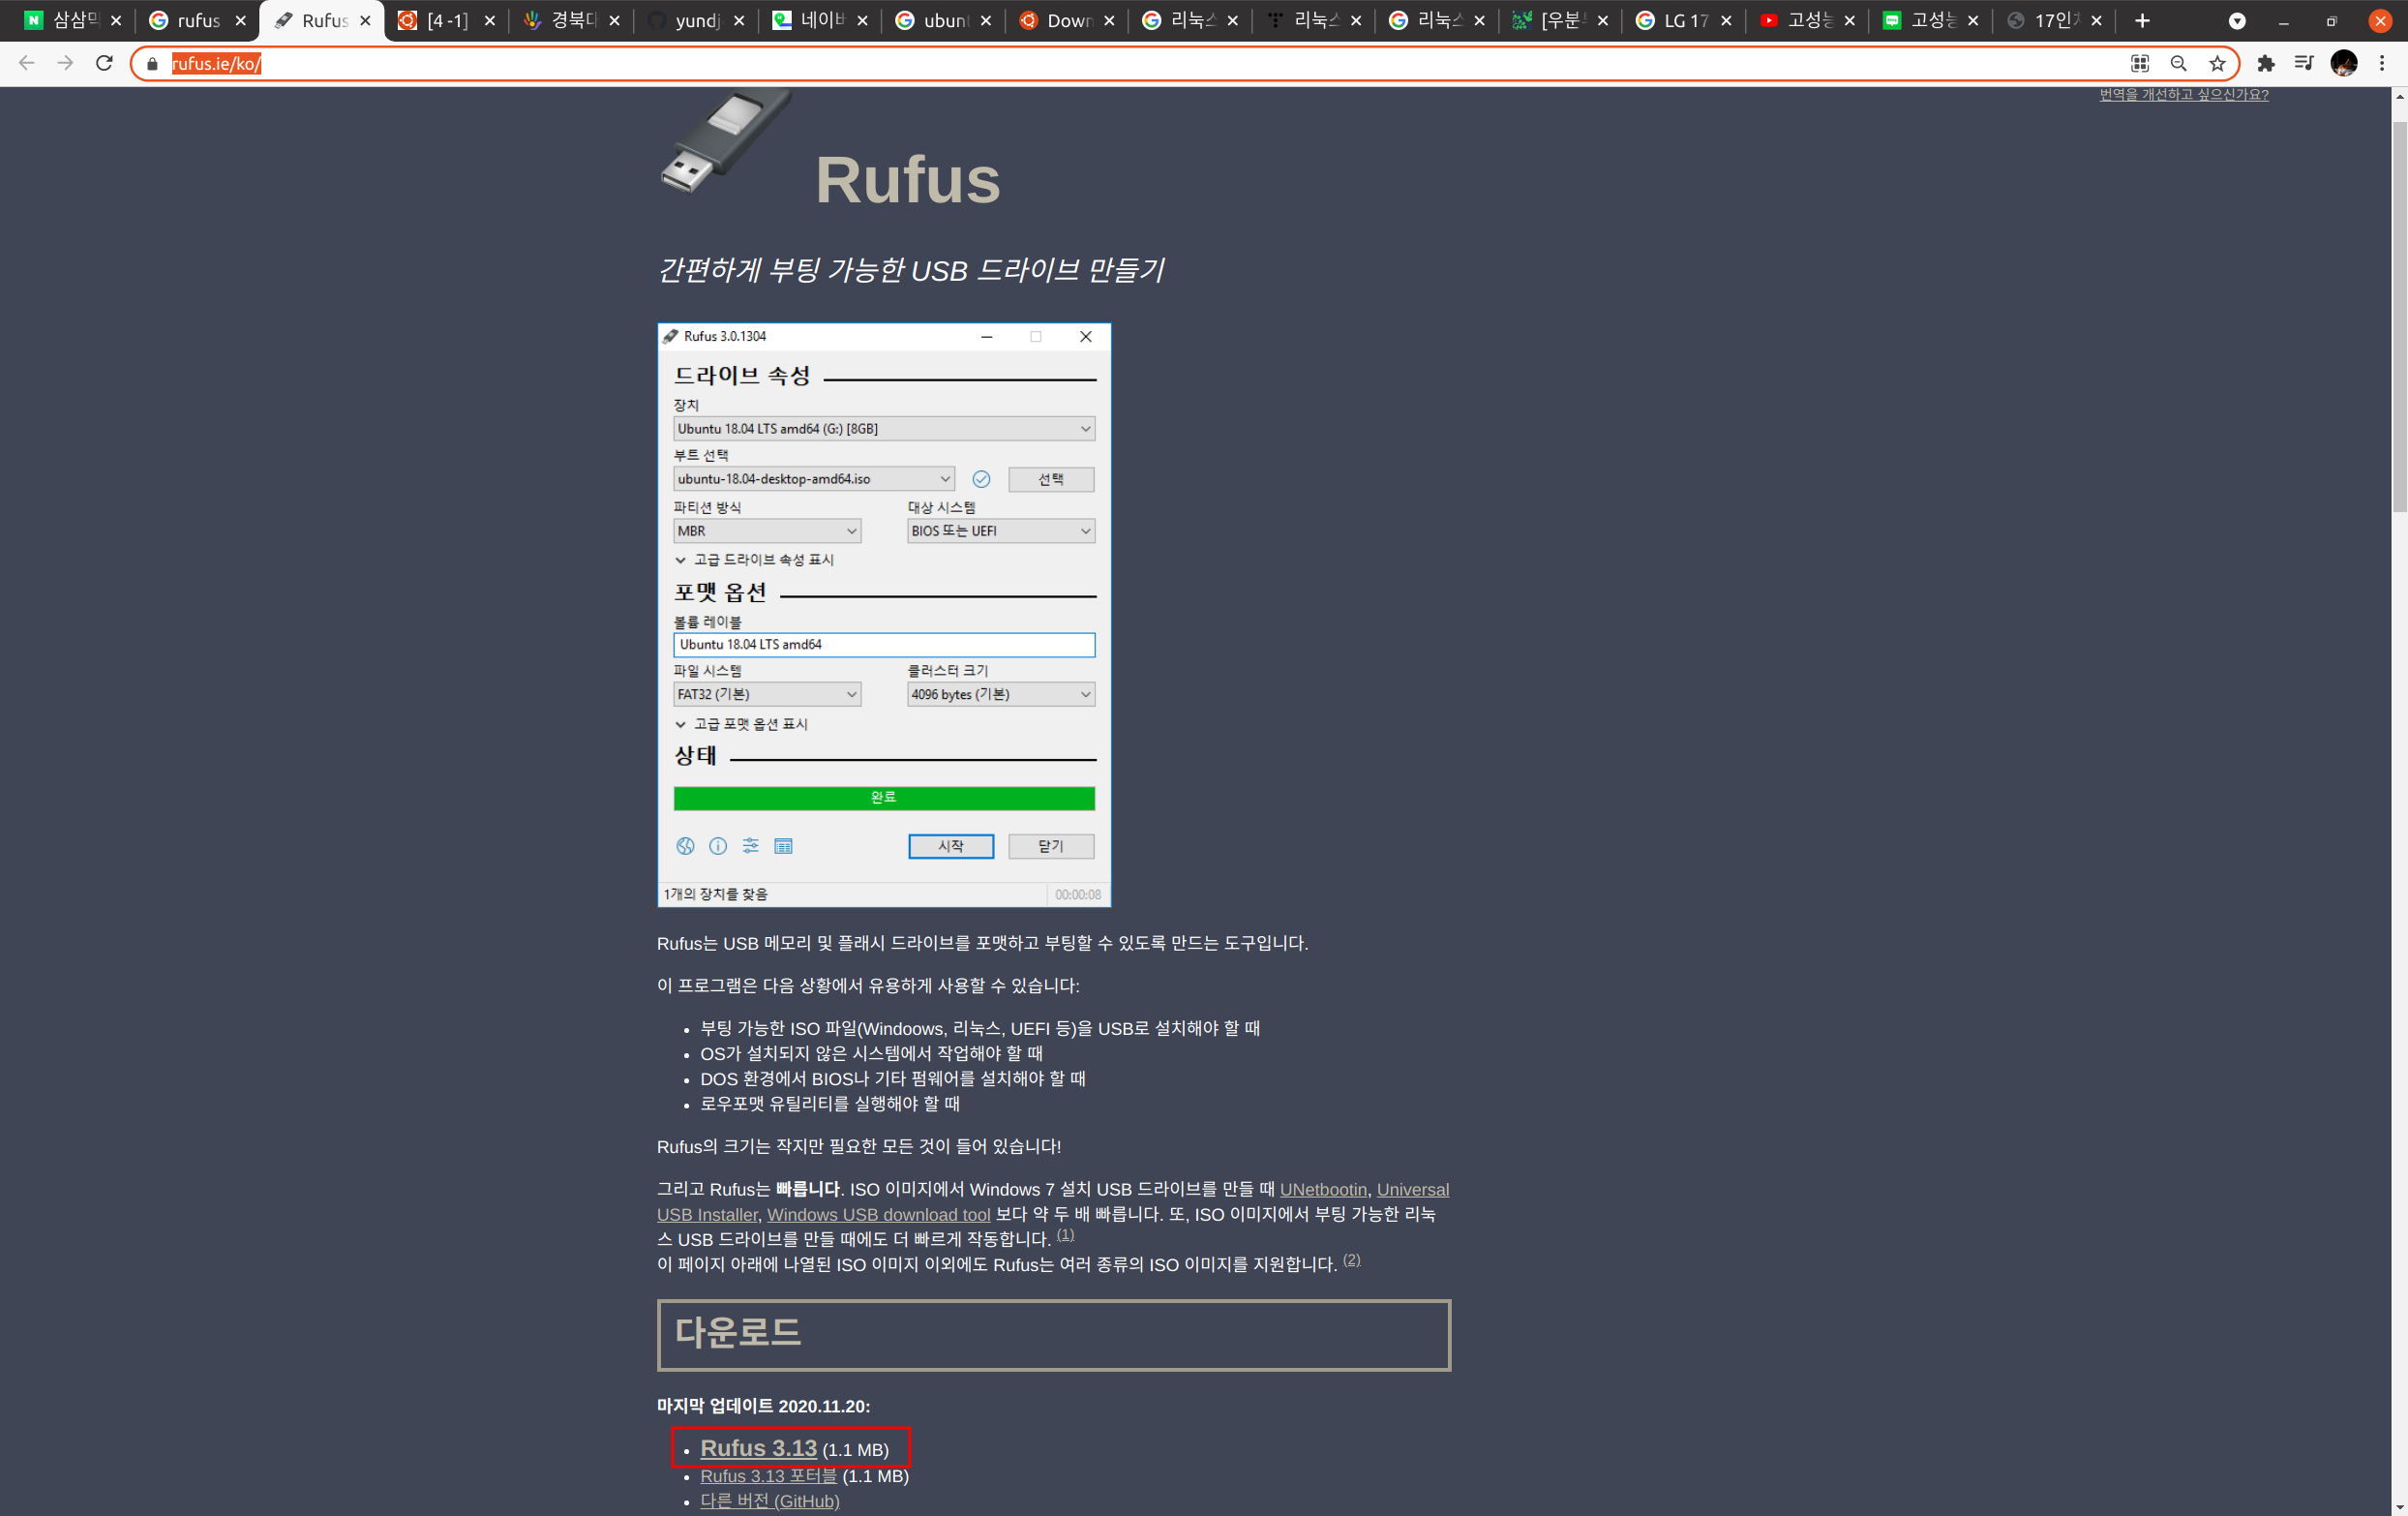 삼삼막
rufus
Rufus
[4 -1]
경북대
yundj
네이버
ubunt
Down
리눅스
리눅스
리눅스
[우분투
LG 17
고성능
고성능
17인치
rufus.ie/ko/
번역을 개선하고 싶으신가요?
Rufus
간편하게 부팅 가능한 USB 드라이브 만들기
Rufus 3.0.1304
드라이브 속성
장치
Ubuntu 18.04 LTS amd64 (G:) [8GB]
부트 선택
ubuntu-18.04-desktop-amd64.iso 선택
파티션 방식 대상 시스템
MBR BIOS 또는 UEFI
고급 드라이브 속성 표시
포맷 옵션
볼륨 레이블
Ubuntu 18.04 LTS amd64
파일 시스템 클러스터 크기
FAT32 (기본) 4096 bytes (기본)
고급 포맷 옵션 표시
상태
완료
시작 닫기
1개의 장치를 찾음 00:00:08
Rufus는 USB 메모리 및 플래시 드라이브를 포맷하고 부팅할 수 있도록 만드는 도구입니다.
이 프로그램은 다음 상황에서 유용하게 사용할 수 있습니다:
• 부팅 가능한 ISO 파일(Windoows, 리눅스, UEFI 등)을 USB로 설치해야 할 때
• OS가 설치되지 않은 시스템에서 작업해야 할 때
• DOS 환경에서 BIOS나 기타 펌웨어를 설치해야 할 때
• 로우포맷 유틸리티를 실행해야 할 때
Rufus의 크기는 작지만 필요한 모든 것이 들어 있습니다!
그리고 Rufus는 빠릅니다. ISO 이미지에서 Windows 7 설치 USB 드라이브를 만들 때 UNetbootin, Universal
USB Installer, Windows USB download tool 보다 약 두 배 빠릅니다. 또, ISO 이미지에서 부팅 가능한 리눅
스 USB 드라이브를 만들 때에도 더 빠르게 작동합니다. (1)
이 페이지 아래에 나열된 ISO 이미지 이외에도 Rufus는 여러 종류의 ISO 이미지를 지원합니다. (2)
다운로드
마지막 업데이트 2020.11.20:
• Rufus 3.13 (1.1 MB)
• Rufus 3.13 포터블 (1.1 MB)
• 다른 버전 (GitHub)